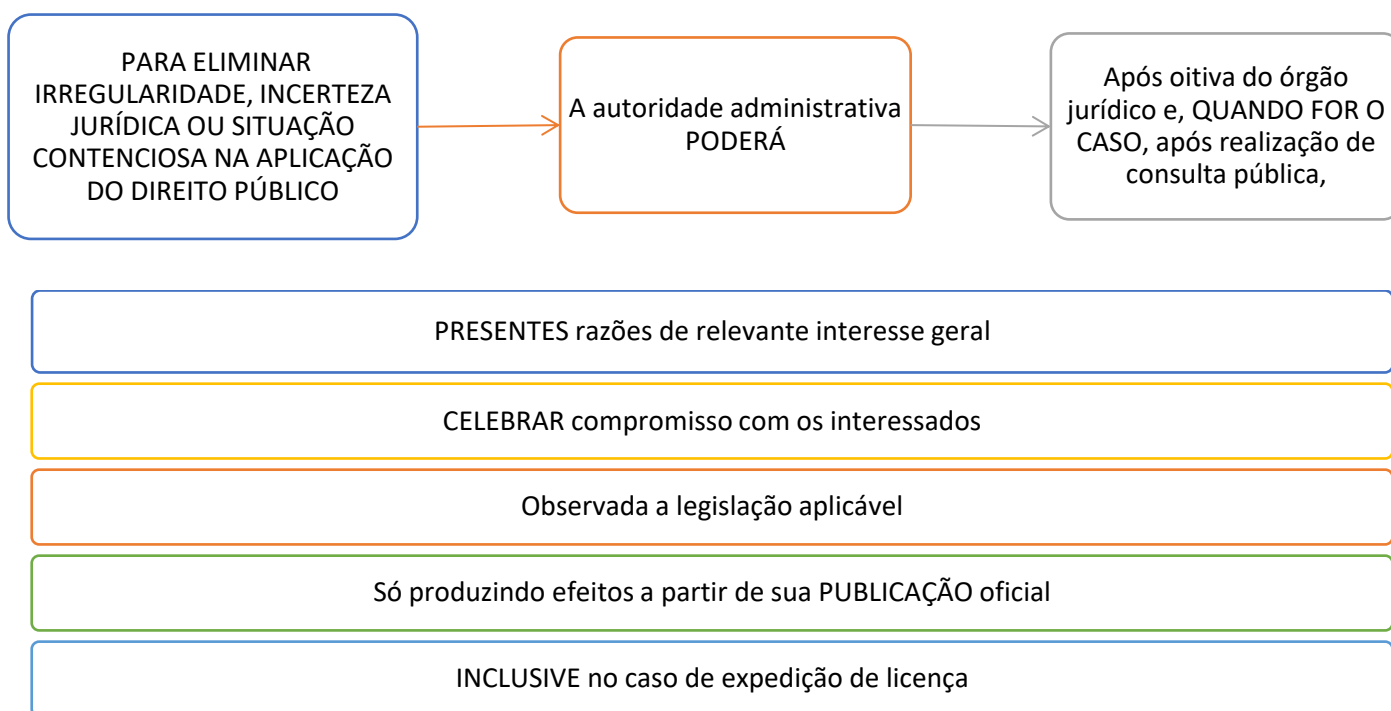 PARA ELIMINAR
IRREGULARIDADE, INCERTEZA
JURÍDICA OU SITUAÇÃO
CONTENCIOSA NA APLICAÇÃO
DO DIREITO PÚBLICO
A autoridade administrativa
PODERÁ
Após oitiva do órgão
jurídico e, QUANDO FOR O
CASO, após realização de
consulta pública,
PRESENTES razões de relevante interesse geral
CELEBRAR compromisso com os interessados
Observada a legislação aplicável
Só produzindo efeitos a partir de sua PUBLICAÇÃO oficial
INCLUSIVE no caso de expedição de licença